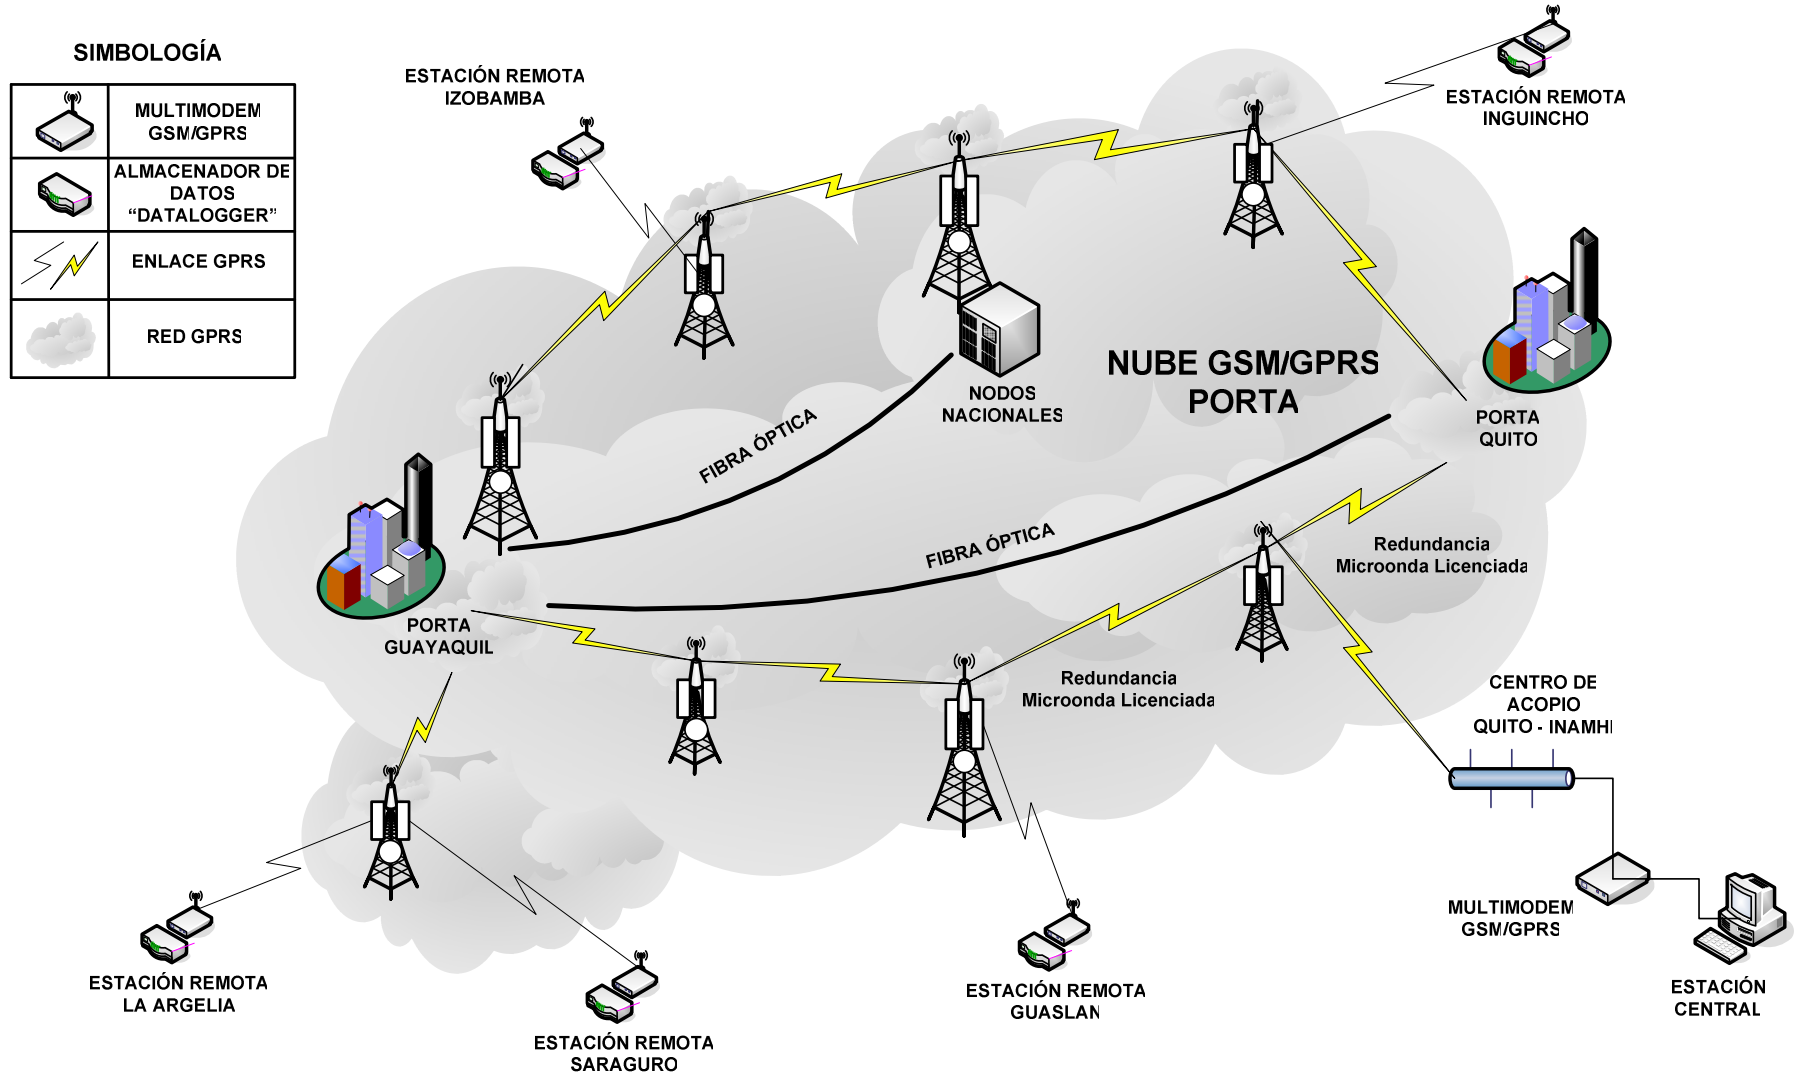 SIMBOLOGÍA
MULTIMODEM
GSM/GPRS
ALMACENADOR DE
DATOS
“DATALOGGER”
ENLACE GPRS
RED GPRS
ESTACIÓN REMOTA
IZOBAMBA
ESTACIÓN REMOTA
INGUINCHO
NUBE GSM/GPRS
PORTA
NODOS
NACIONALES
PORTA
QUITO
FIBRA ÓPTICA
FIBRA ÓPTICA
Redundancia
Microonda Licenciada
PORTA
GUAYAQUIL
Redundancia
Microonda Licenciada
CENTRO DE
ACOPIO
QUITO - INAMHI
MULTIMODEM
GSM/GPRS
ESTACIÓN
CENTRAL
ESTACIÓN REMOTA
LA ARGELIA
ESTACIÓN REMOTA
GUASLAN
ESTACIÓN REMOTA
SARAGURO